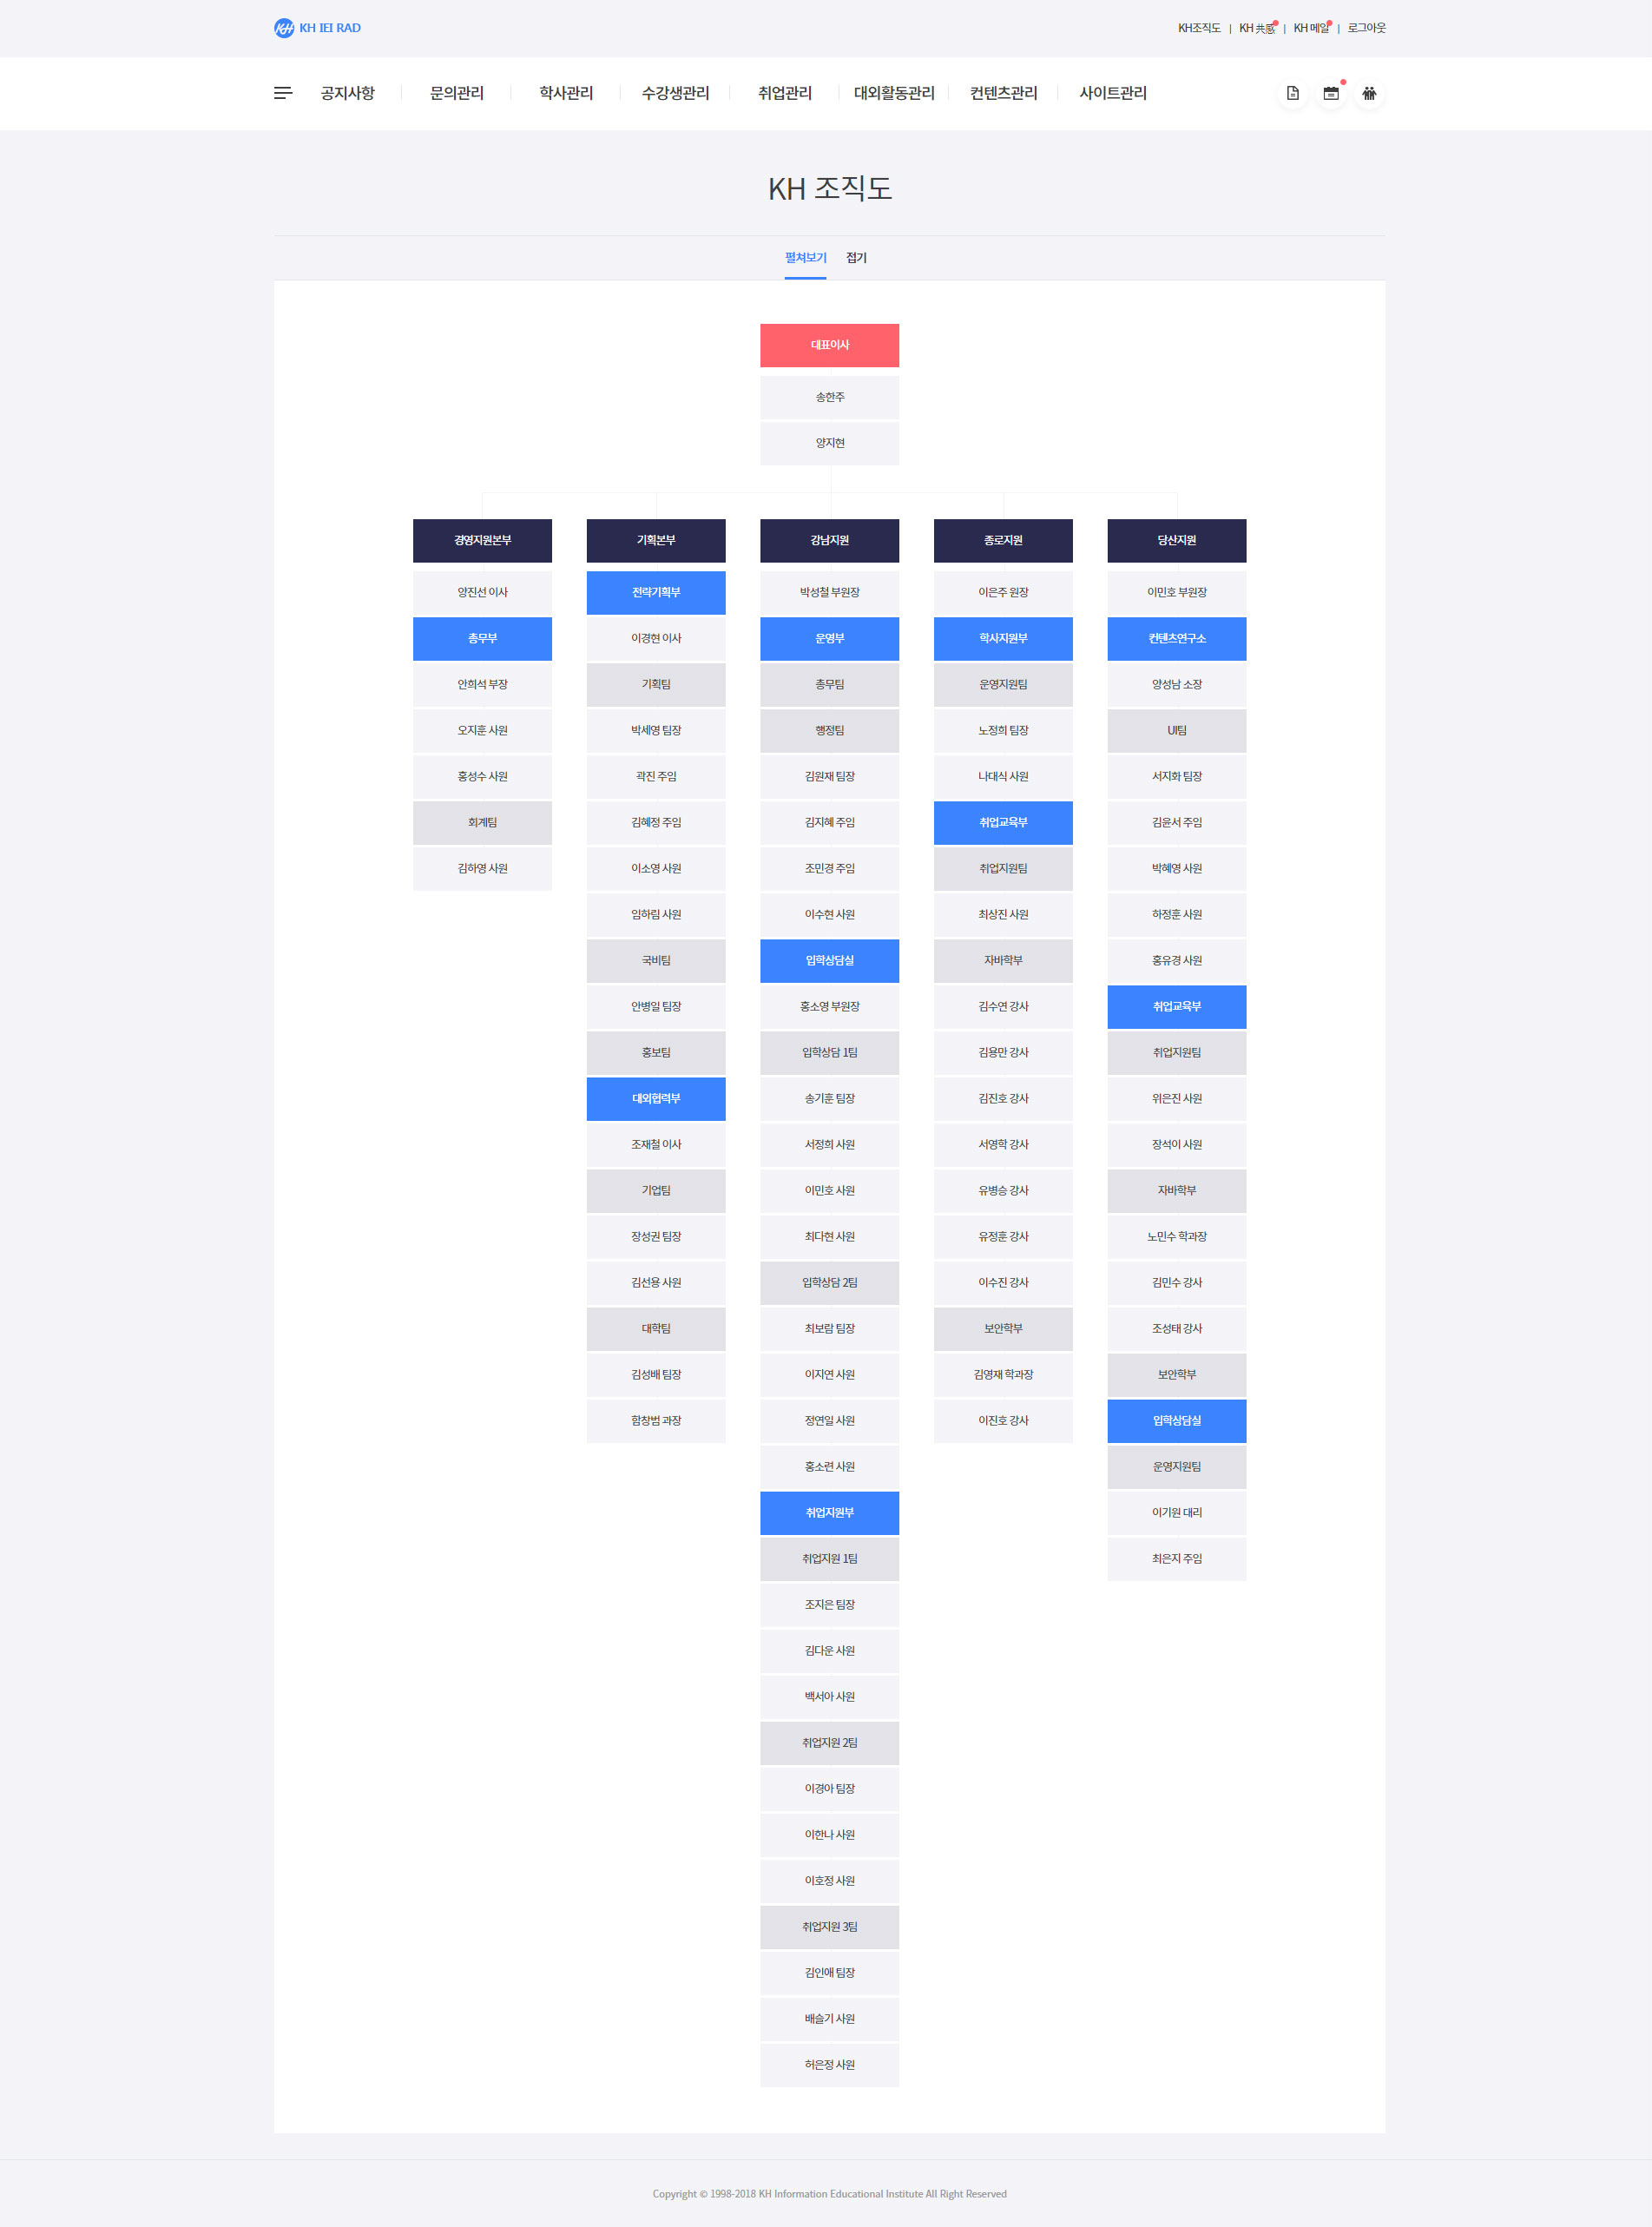 KH KH IEI RAD
KH조직도 | KH 共感 | KH 메일 | 로그아웃
공지사항 문의관리 학사관리 수강생관리 취업관리 대외활동관리 컨텐츠관리 사이트관리
KH 조직도
펼쳐보기 접기
대표이사
송한주
양지현
경영지원본부
양진선 이사
총무부
안희석 부장
오지훈 사원
홍성수 사원
회계팀
김하영 사원
기획본부
전략기획부
이경현 이사
기획팀
박세영 팀장
곽진 주임
김혜정 주임
이소영 사원
임하림 사원
국비팀
안병일 팀장
홍보팀
대외협력부
조재철 이사
기업팀
장성권 팀장
김선용 사원
대학팀
김성배 팀장
함창범 과장
강남지원
박성철 부원장
운영부
총무팀
행정팀
김원재 팀장
김지혜 주임
조민경 주임
이수현 사원
입학상담실
홍소영 부원장
입학상담 1팀
송기훈 팀장
서정희 사원
이민호 사원
최다현 사원
입학상담 2팀
최보람 팀장
이지연 사원
정연일 사원
홍소련 사원
취업지원부
취업지원 1팀
조지은 팀장
김다운 사원
백서아 사원
취업지원 2팀
이경아 팀장
이한나 사원
이호정 사원
취업지원 3팀
김인애 팀장
배슬기 사원
허은정 사원
종로지원
이은주 원장
학사지원부
운영지원팀
노정희 팀장
나대식 사원
취업교육부
취업지원팀
최상진 사원
자바학부
김수연 강사
김용만 강사
김진호 강사
서영학 강사
유병승 강사
유정훈 강사
이수진 강사
보안학부
김영재 학과장
이진호 강사
당산지원
이민호 부원장
컨텐츠연구소
양성남 소장
UI팀
서지화 팀장
김윤서 주임
박혜영 사원
하정훈 사원
홍유경 사원
취업교육부
취업지원팀
위은진 사원
장석이 사원
자바학부
노민수 학과장
김민수 강사
조성태 강사
보안학부
입학상담실
운영지원팀
이기원 대리
최은지 주임
Copyright © 1998-2018 KH Information Educational Institute All Right Reserved